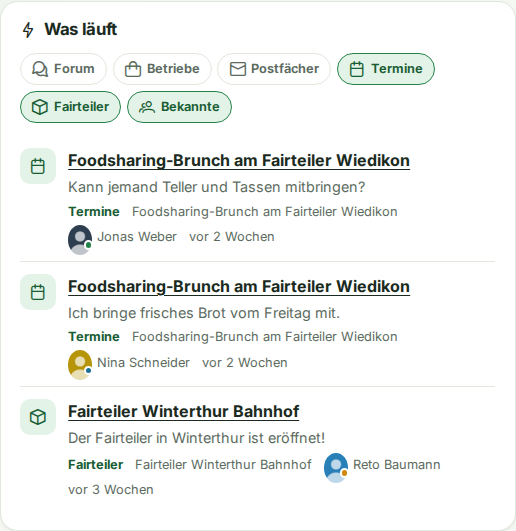 Was läuft
Forum Betriebe Postfächer Termine
Fairteiler Bekannte
Foodsharing-Brunch am Fairteiler Wiedikon
Kann jemand Teller und Tassen mitbringen?
Termine Foodsharing-Brunch am Fairteiler Wiedikon
Jonas Weber vor 2 Wochen
Foodsharing-Brunch am Fairteiler Wiedikon
Ich bringe frisches Brot vom Freitag mit.
Termine Foodsharing-Brunch am Fairteiler Wiedikon
Nina Schneider vor 2 Wochen
Fairteiler Winterthur Bahnhof
Der Fairteiler in Winterthur ist eröffnet!
Fairteiler Fairteiler Winterthur Bahnhof Reto Baumann
vor 3 Wochen